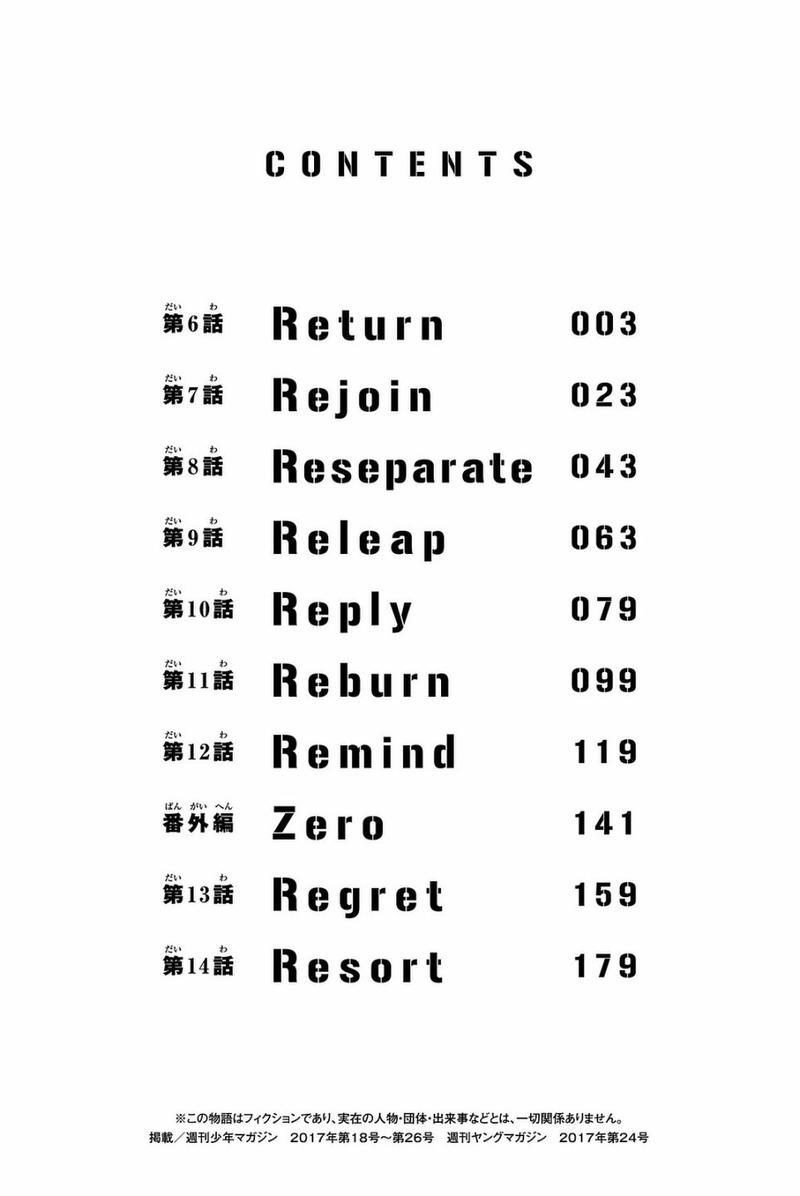 CONTENTS
第6話 Return 003
第7話 Rejoin 023
第8話 Reseparate 043
第9話 Releap 063
第10話 Reply 079
第11話 Reburn 099
第12話 Remind 119
番外編 Zero 141
第13話 Regret 159
第14話 Resort 179
※この物語はフィクションであり、実在の人物・団体・出来事などとは、一切関係ありません。
掲載／週刊少年マガジン 2017年第18号～第26号 週刊ヤングマガジン 2017年第24号